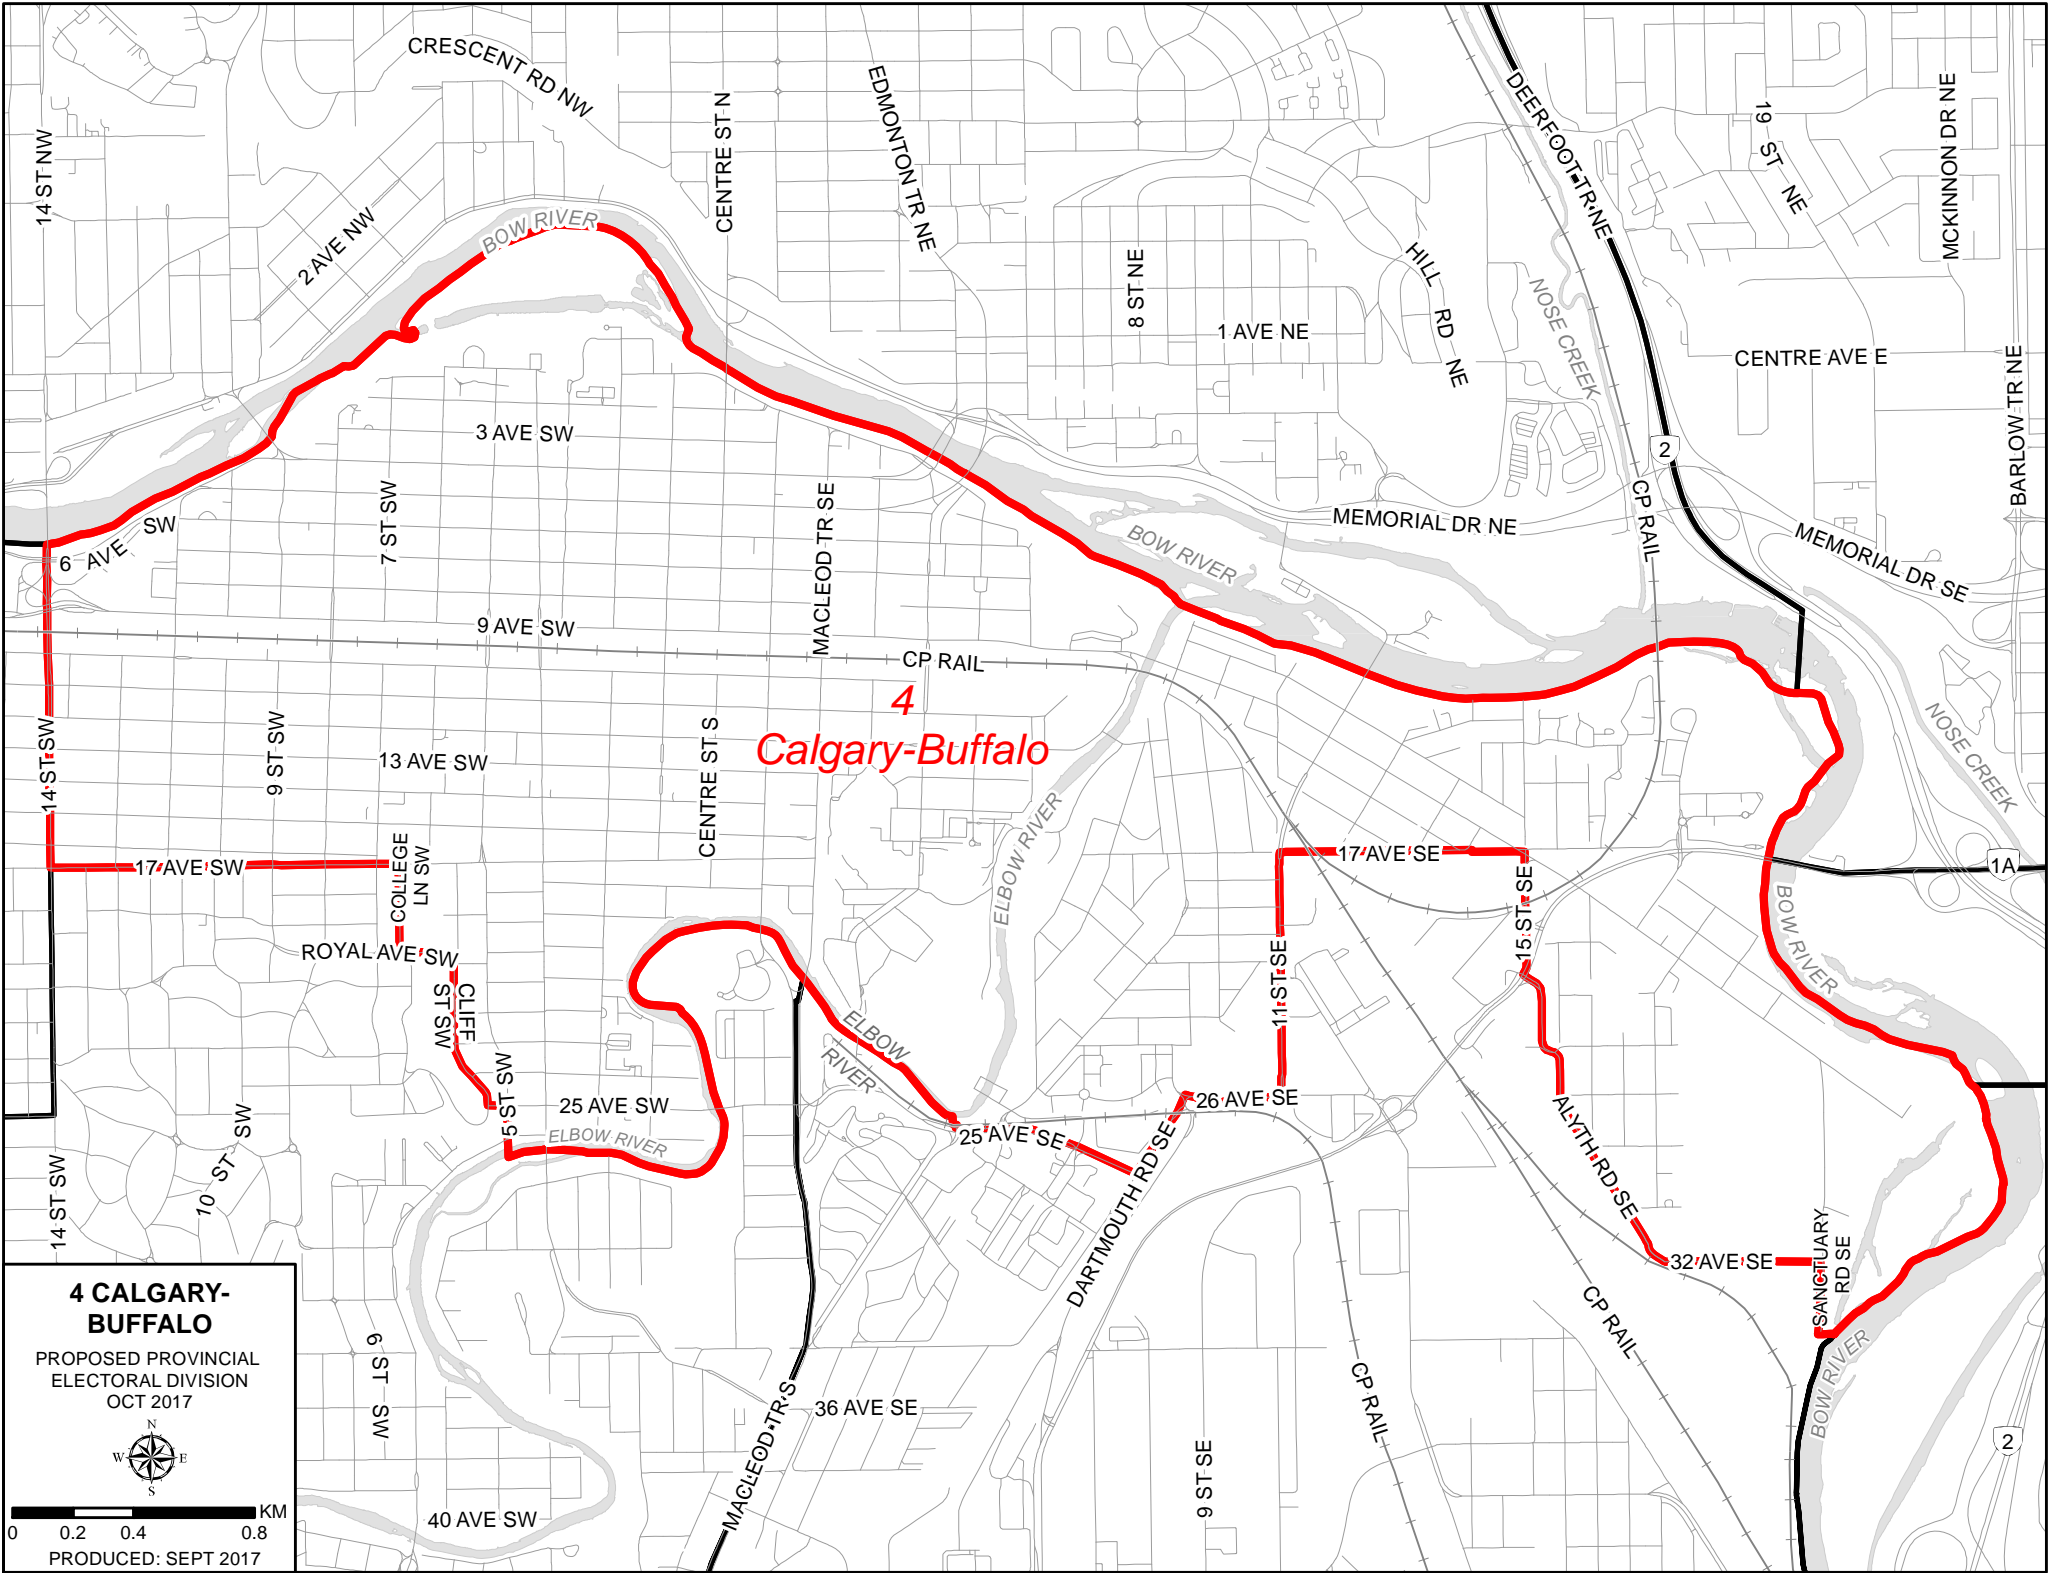 CRESCENT RD NW
14 ST NW
2 AVE NW
BOW RIVER
CENTRE ST N
EDMONTON TR NE
8 ST NE
1 AVE NE
HILL RD NE
DEERFOOT TR NE
NOSE CREEK
19 ST NE
MCKINNON DR NE
CENTRE AVE E
BARLOW TR NE
2
3 AVE SW
7 ST SW
6 AVE SW
MACLEOD TR SE
MEMORIAL DR NE
BOW RIVER
CP RAIL
MEMORIAL DR SE
9 AVE SW
CP RAIL
4
Calgary-Buffalo
14 ST SW
9 ST SW
13 AVE SW
CENTRE ST S
ELBOW RIVER
NOSE CREEK
17 AVE SW
COLLEGE
LN SW
17 AVE SE
1A
ROYAL AVE SW
CLIFF
ST SW
11 ST SE
15 ST SE
BOW RIVER
5 ST SW
25 AVE SW
ELBOW RIVER
ELBOW
RIVER
25 AVE SE
26 AVE SE
DARTMOUTH RD SE
ALYTH RD SE
32 AVE SE
SANCTUARY
RD SE
14 ST SW
10 ST SW
6 ST SW
40 AVE SW
MACLEOD TR S
36 AVE SE
9 ST SE
CP RAIL
CP RAIL
BOW RIVER
2
4 CALGARY-
BUFFALO
PROPOSED PROVINCIAL
ELECTORAL DIVISION
OCT 2017
N
W E
S
KM
0 0.2 0.4 0.8
PRODUCED: SEPT 2017